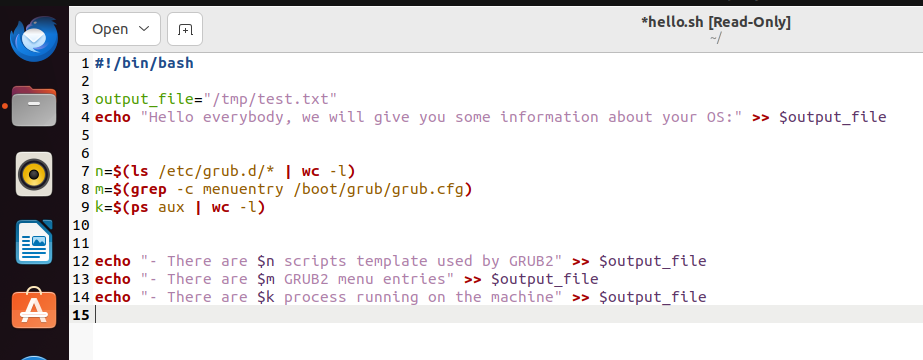 Open
*hello.sh [Read-Only]
~/
1 #!/bin/bash
2
3 output_file="/tmp/test.txt"
4 echo "Hello everybody, we will give you some information about your OS:" >> $output_file
5
6
7 n=$(ls /etc/grub.d/* | wc -l)
8 m=$(grep -c menuentry /boot/grub/grub.cfg)
9 k=$(ps aux | wc -l)
10
11
12 echo "- There are $n scripts template used by GRUB2" >> $output_file
13 echo "- There are $m GRUB2 menu entries" >> $output_file
14 echo "- There are $k process running on the machine" >> $output_file
15